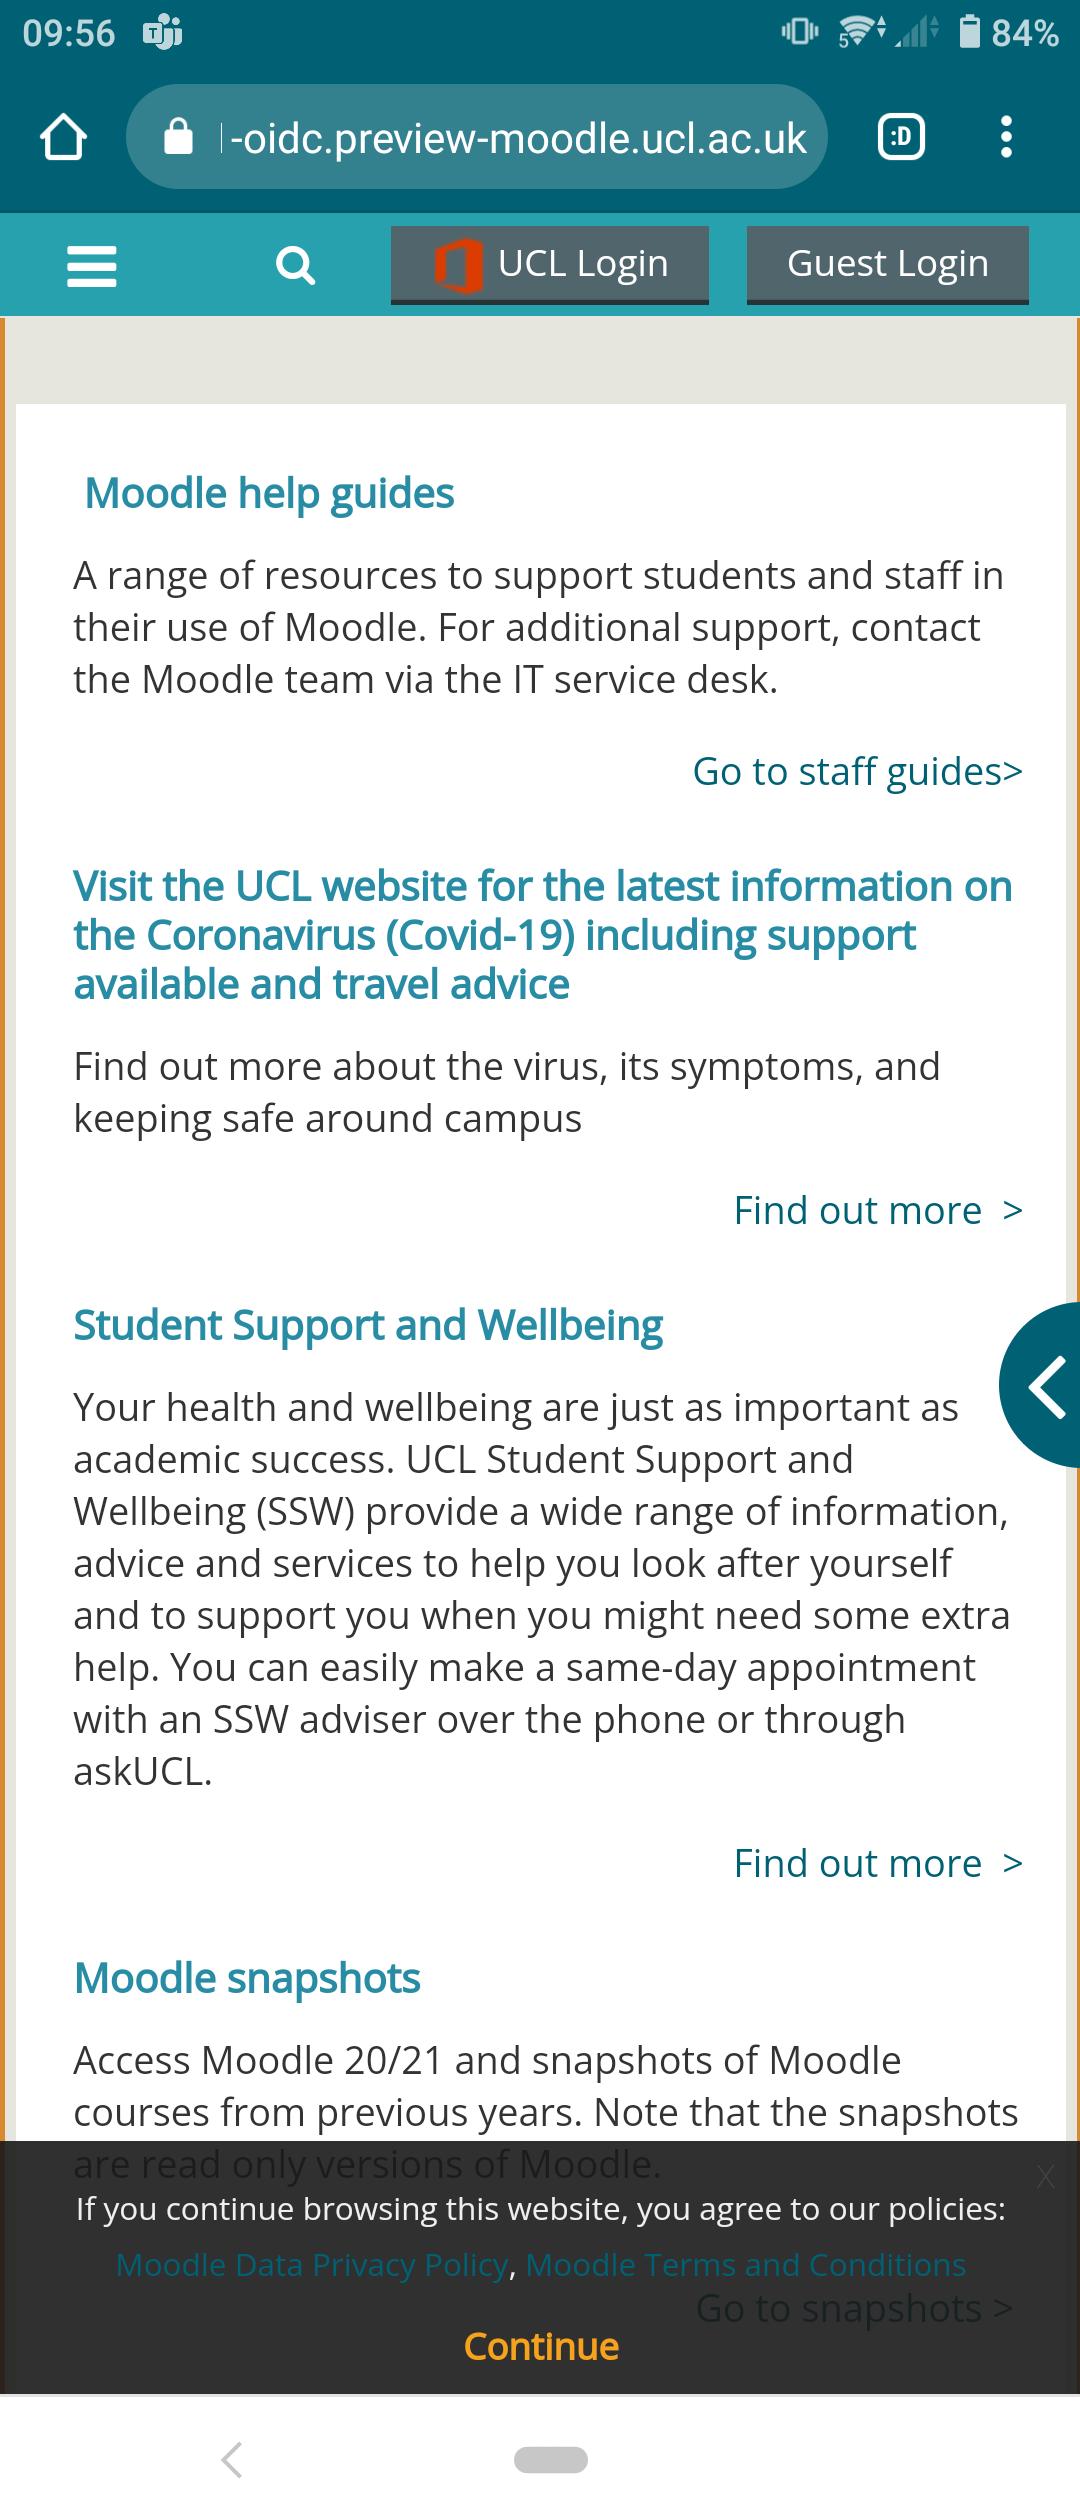 09:56
5
84%
-oidc.preview-moodle.ucl.ac.uk
:D
UCL Login
Guest Login
Moodle help guides
A range of resources to support students and staff in
their use of Moodle. For additional support, contact
the Moodle team via the IT service desk.
Go to staff guides>
Visit the UCL website for the latest information on
the Coronavirus (Covid-19) including support
available and travel advice
Find out more about the virus, its symptoms, and
keeping safe around campus
Find out more >
Student Support and Wellbeing
Your health and wellbeing are just as important as
academic success. UCL Student Support and
Wellbeing (SSW) provide a wide range of information,
advice and services to help you look after yourself
and to support you when you might need some extra
help. You can easily make a same-day appointment
with an SSW adviser over the phone or through
askUCL.
Find out more >
Moodle snapshots
Access Moodle 20/21 and snapshots of Moodle
courses from previous years. Note that the snapshots
are read only versions of Moodle.
X
If you continue browsing this website, you agree to our policies:
Moodle Data Privacy Policy, Moodle Terms and Conditions
Go to snapshots >
Continue